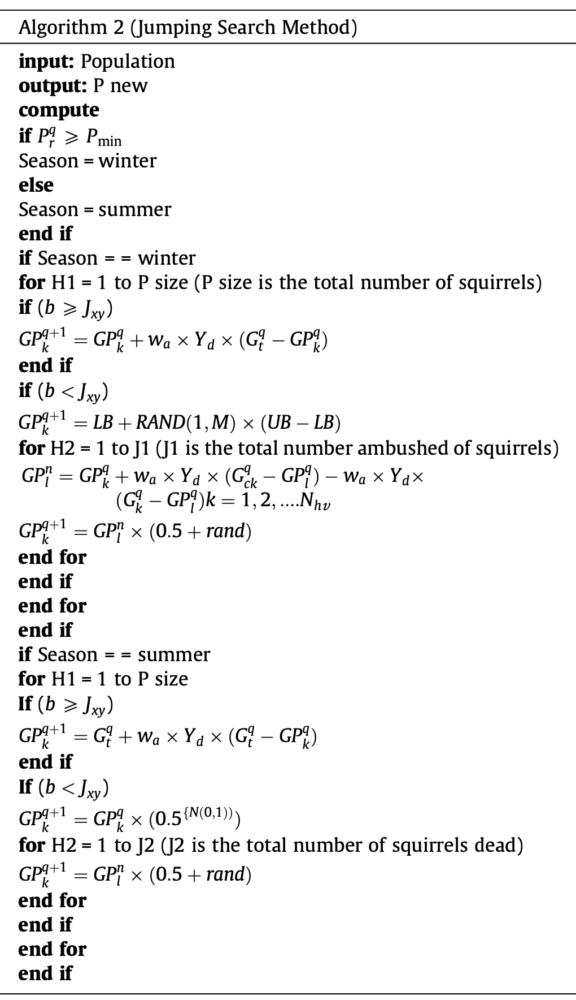 Algorithm 2 (Jumping Search Method)
input: Population
output: P new
compute
if $P_r^q \geqslant P_{\min}$
Season = winter
else
Season = summer
end if
if Season = = winter
for H1 = 1 to P size (P size is the total number of squirrels)
if $(b \geqslant J_{xy})$
$GP_k^{q+1} = GP_k^q + w_a \times Y_d \times (G_t^q - GP_k^q)$
end if
if $(b < J_{xy})$
$GP_k^{q+1} = LB + RAND(1, M) \times (UB - LB)$
for H2 = 1 to J1 (J1 is the total number ambushed of squirrels)
$GP_l^n = GP_k^q + w_a \times Y_d \times (G_{ck}^q - GP_l^q) - w_a \times Y_d \times$
$(G_k^q - GP_l^q) k = 1, 2, .... N_{hv}$
$GP_k^{q+1} = GP_l^n \times (0.5 + rand)$
end for
end if
end for
end if
if Season = = summer
for H1 = 1 to P size
If $(b \geqslant J_{xy})$
$GP_k^{q+1} = G_t^q + w_a \times Y_d \times (G_t^q - GP_k^q)$
end if
If $(b < J_{xy})$
$GP_k^{q+1} = GP_k^q \times (0.5^{\{N(0,1))})$
for H2 = 1 to J2 (J2 is the total number of squirrels dead)
$GP_k^{q+1} = GP_l^n \times (0.5 + rand)$
end for
end if
end for
end if